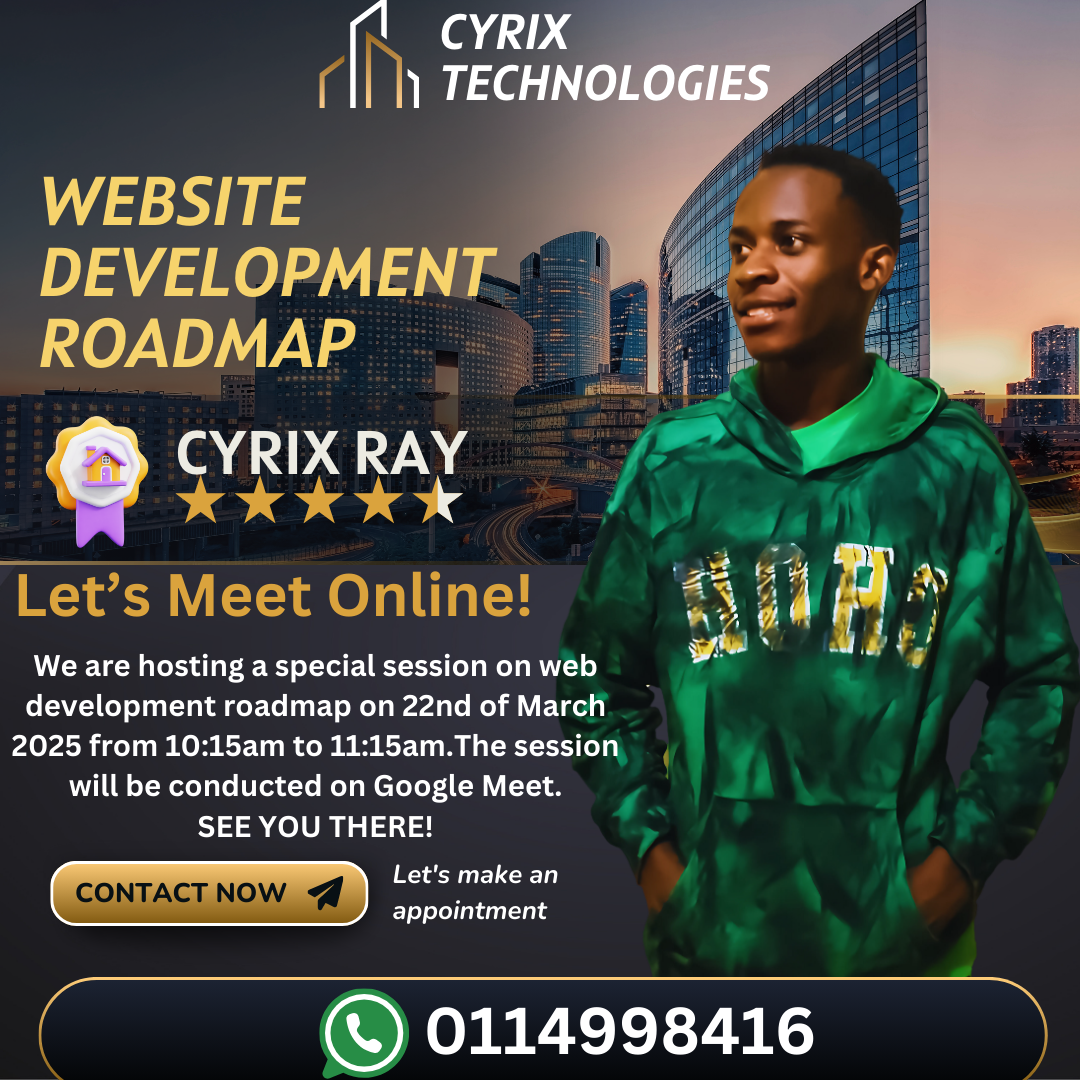 CYRIX
TECHNOLOGIES
WEBSITE
DEVELOPMENT
ROADMAP
CYRIX RAY
Let’s Meet Online!
We are hosting a special session on web
development roadmap on 22nd of March
2025 from 10:15am to 11:15am.The session
will be conducted on Google Meet.
SEE YOU THERE!
CONTACT NOW
Let's make an
appointment
0114998416